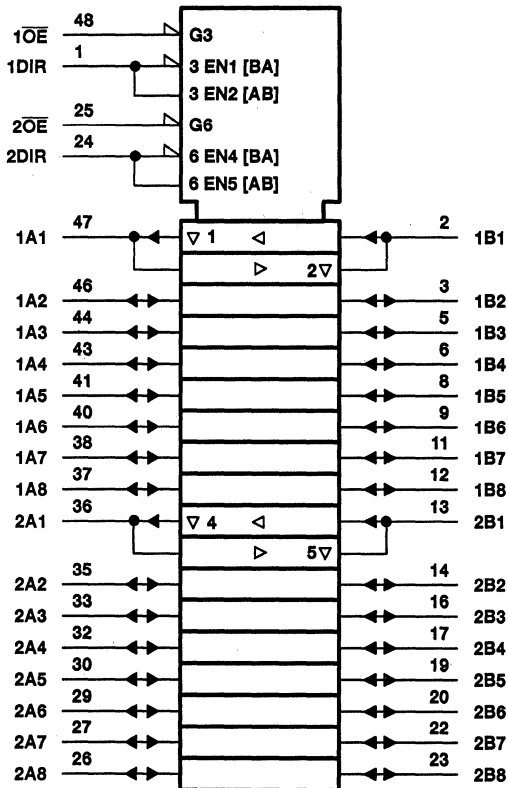 1OE 48 G3
1DIR 1 3 EN1 [BA]
3 EN2 [AB]
2OE 25 G6
2DIR 24 6 EN4 [BA]
6 EN5 [AB]
1A1 47 ▽ 1 ◁ 2 1B1
▷ 2▽
1A2 46 3 1B2
1A3 44 5 1B3
1A4 43 6 1B4
1A5 41 8 1B5
1A6 40 9 1B6
1A7 38 11 1B7
1A8 37 12 1B8
2A1 36 ▽ 4 ◁ 13 2B1
▷ 5▽
2A2 35 14 2B2
2A3 33 16 2B3
2A4 32 17 2B4
2A5 30 19 2B5
2A6 29 20 2B6
2A7 27 22 2B7
2A8 26 23 2B8